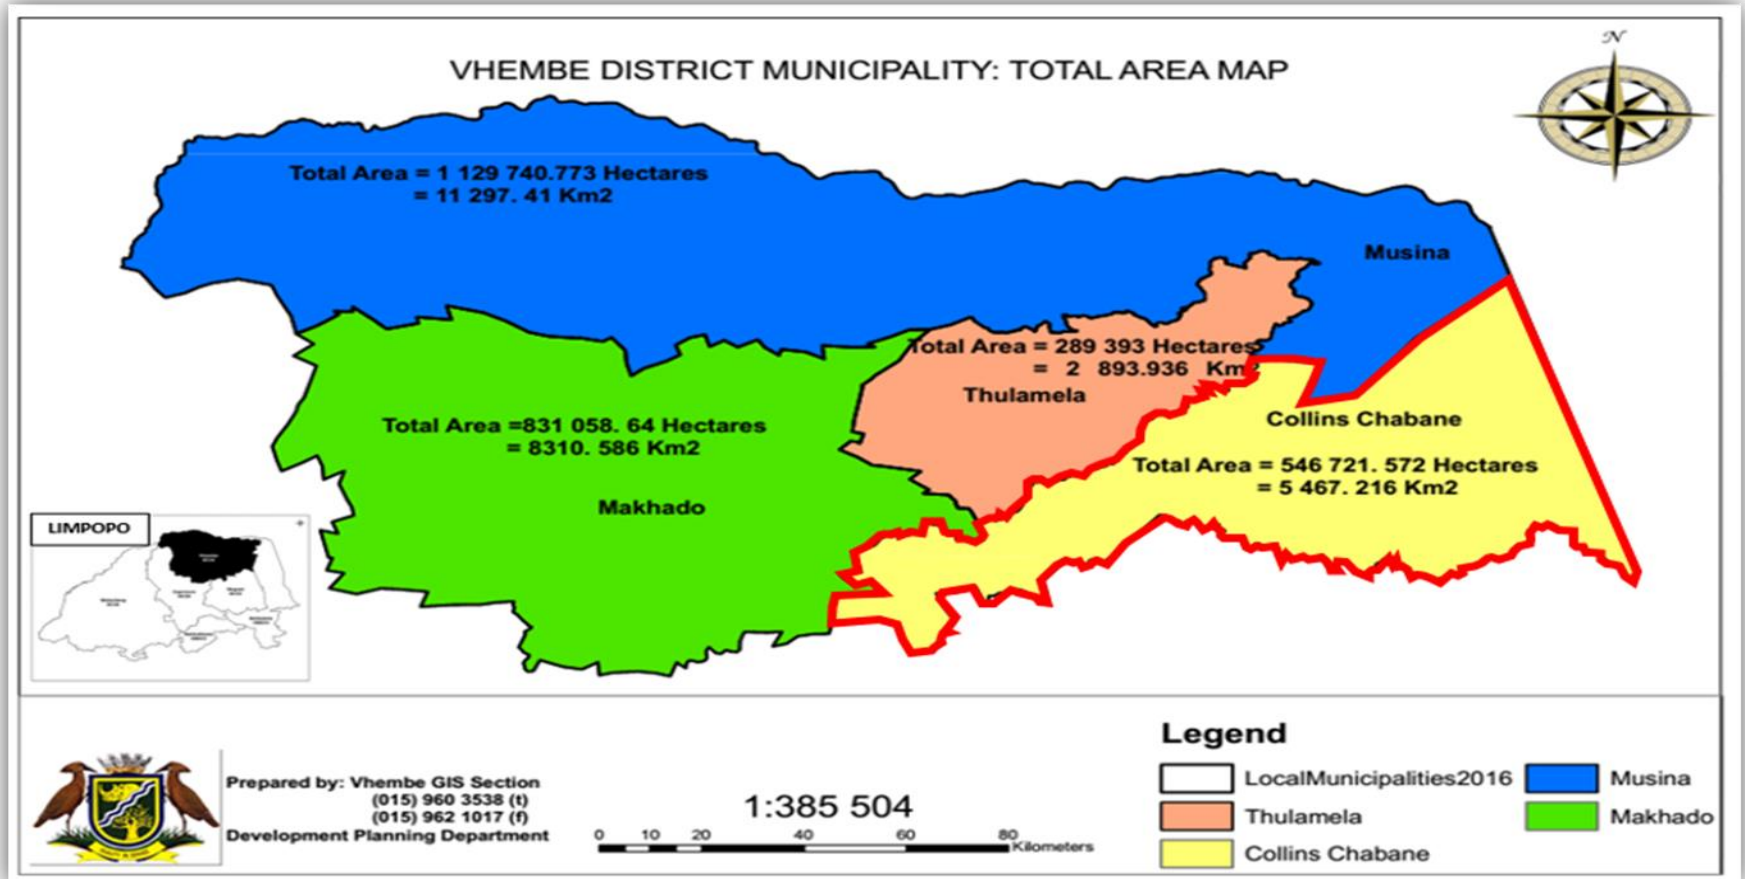 VHEMBE DISTRICT MUNICIPALITY: TOTAL AREA MAP
N
Total Area = 1 129 740.773 Hectares
= 11 297. 41 Km2
Musina
Total Area = 289 393 Hectares
= 2 893.936 Km2
Thulamela
Total Area =831 058. 64 Hectares
= 8310. 586 Km2
Makhado
Collins Chabane
Total Area = 546 721. 572 Hectares
= 5 467. 216 Km2
LIMPOPO
Prepared by: Vhembe GIS Section
(015) 960 3538 (t)
(015) 962 1017 (f)
Development Planning Department
1:385 504
0 10 20 40 60 80
Kilometers
Legend
LocalMunicipalities2016
Musina
Thulamela
Makhado
Collins Chabane